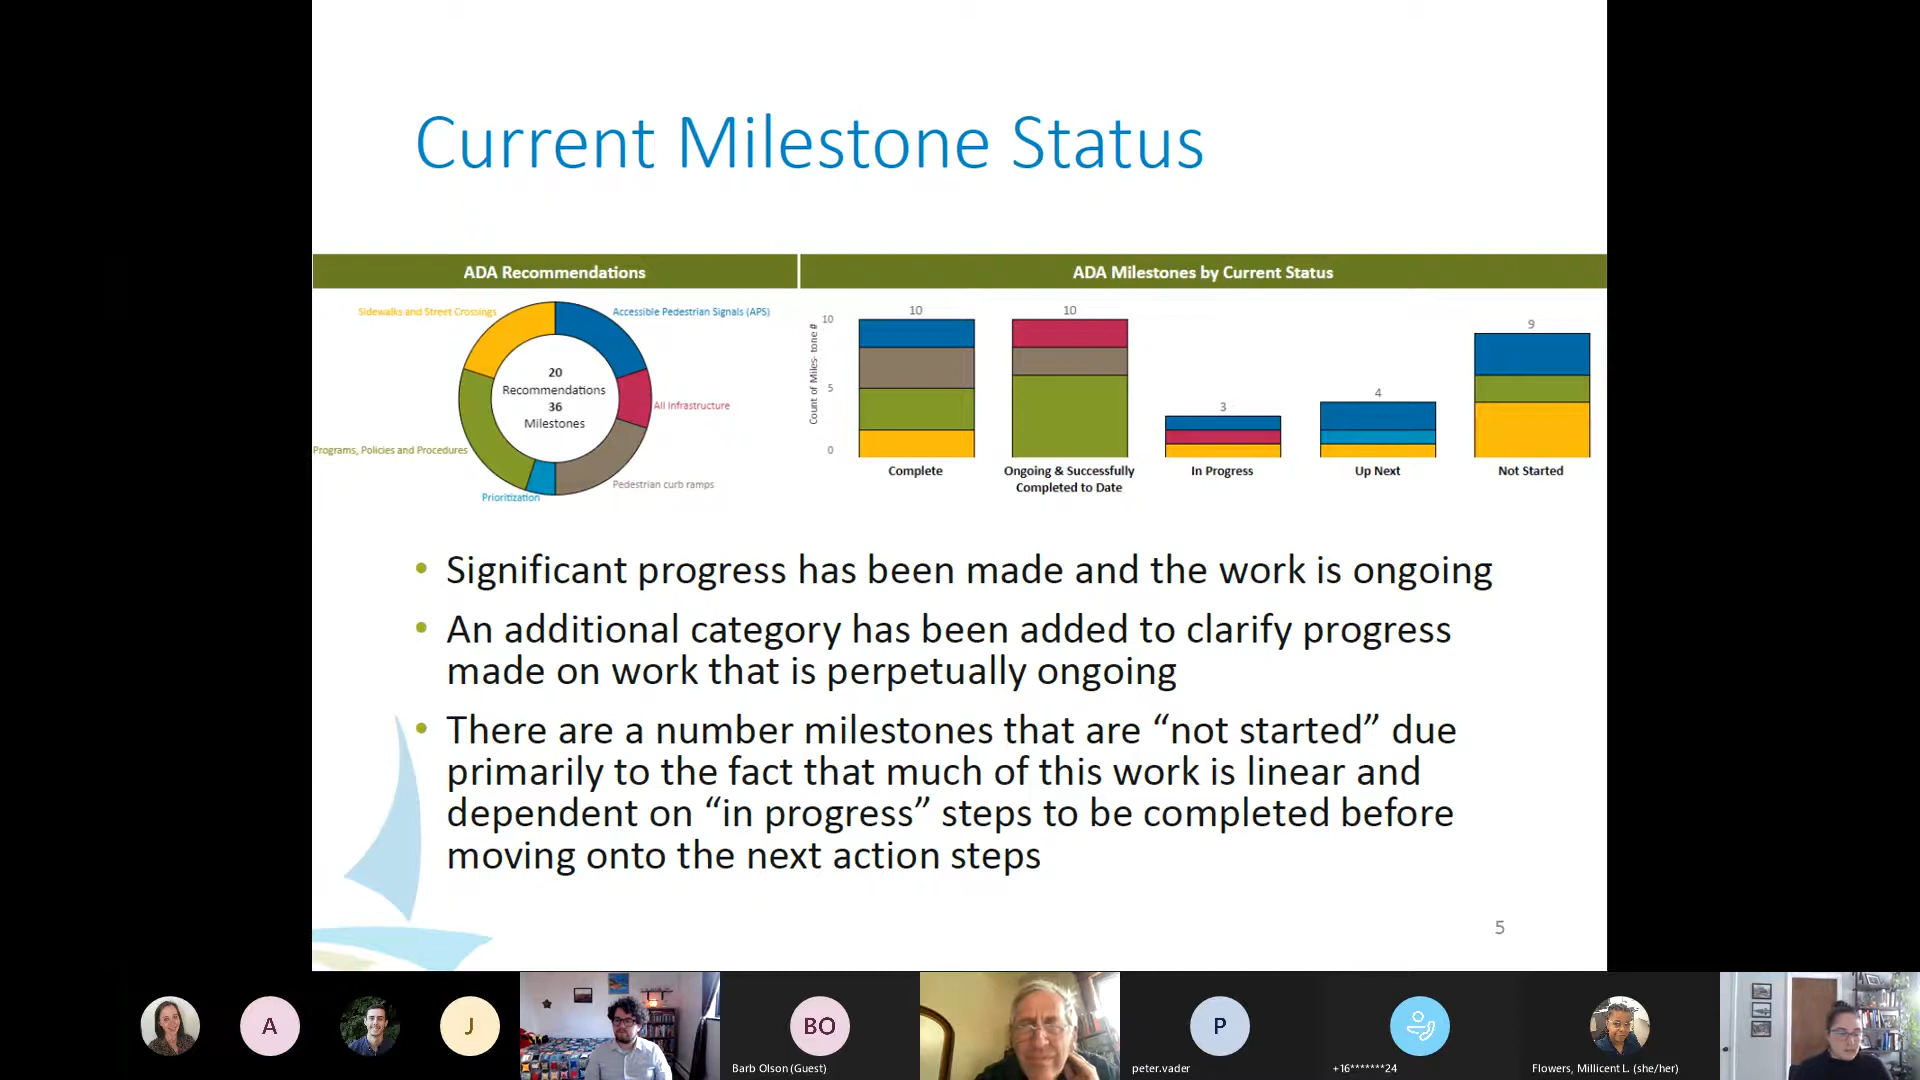 Current Milestone Status
ADA Recommendations
ADA Milestones by Current Status
Sidewalks and Street Crossings
Accessible Pedestrian Signals (APS)
20
Recommendations
36
Milestones
All Infrastructure
Programs, Policies and Procedures
Pedestrian curb ramps
Prioritization
Count of Miles- tone #
10
5
0
10
10
3
4
9
Complete
Ongoing & Successfully
Completed to Date
In Progress
Up Next
Not Started
• Significant progress has been made and the work is ongoing
• An additional category has been added to clarify progress
made on work that is perpetually ongoing
• There are a number milestones that are “not started” due
primarily to the fact that much of this work is linear and
dependent on “in progress” steps to be completed before
moving onto the next action steps
5
A
J
BO
Barb Olson (Guest)
P
peter.vader
+16*******24
Flowers, Millicent L. (she/her)